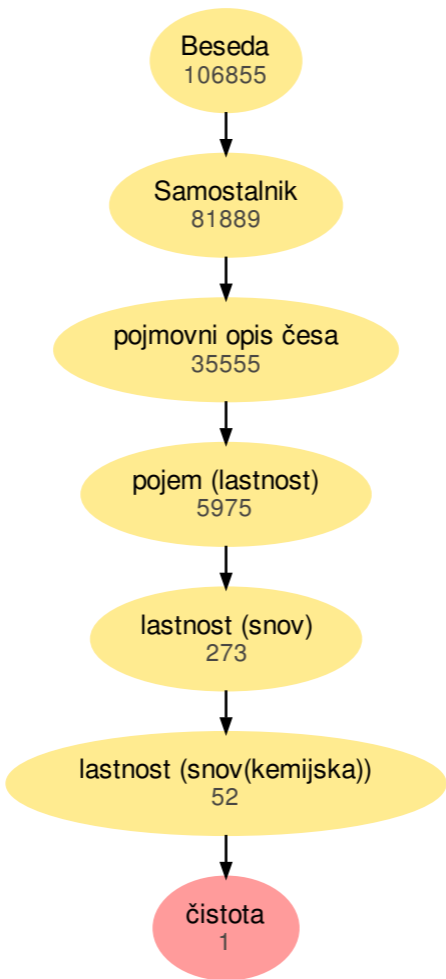 Beseda
106855
Samostalnik
81889
pojmovni opis česa
35555
pojem (lastnost)
5975
lastnost (snov)
273
lastnost (snov(kemijska))
52
čistota
1